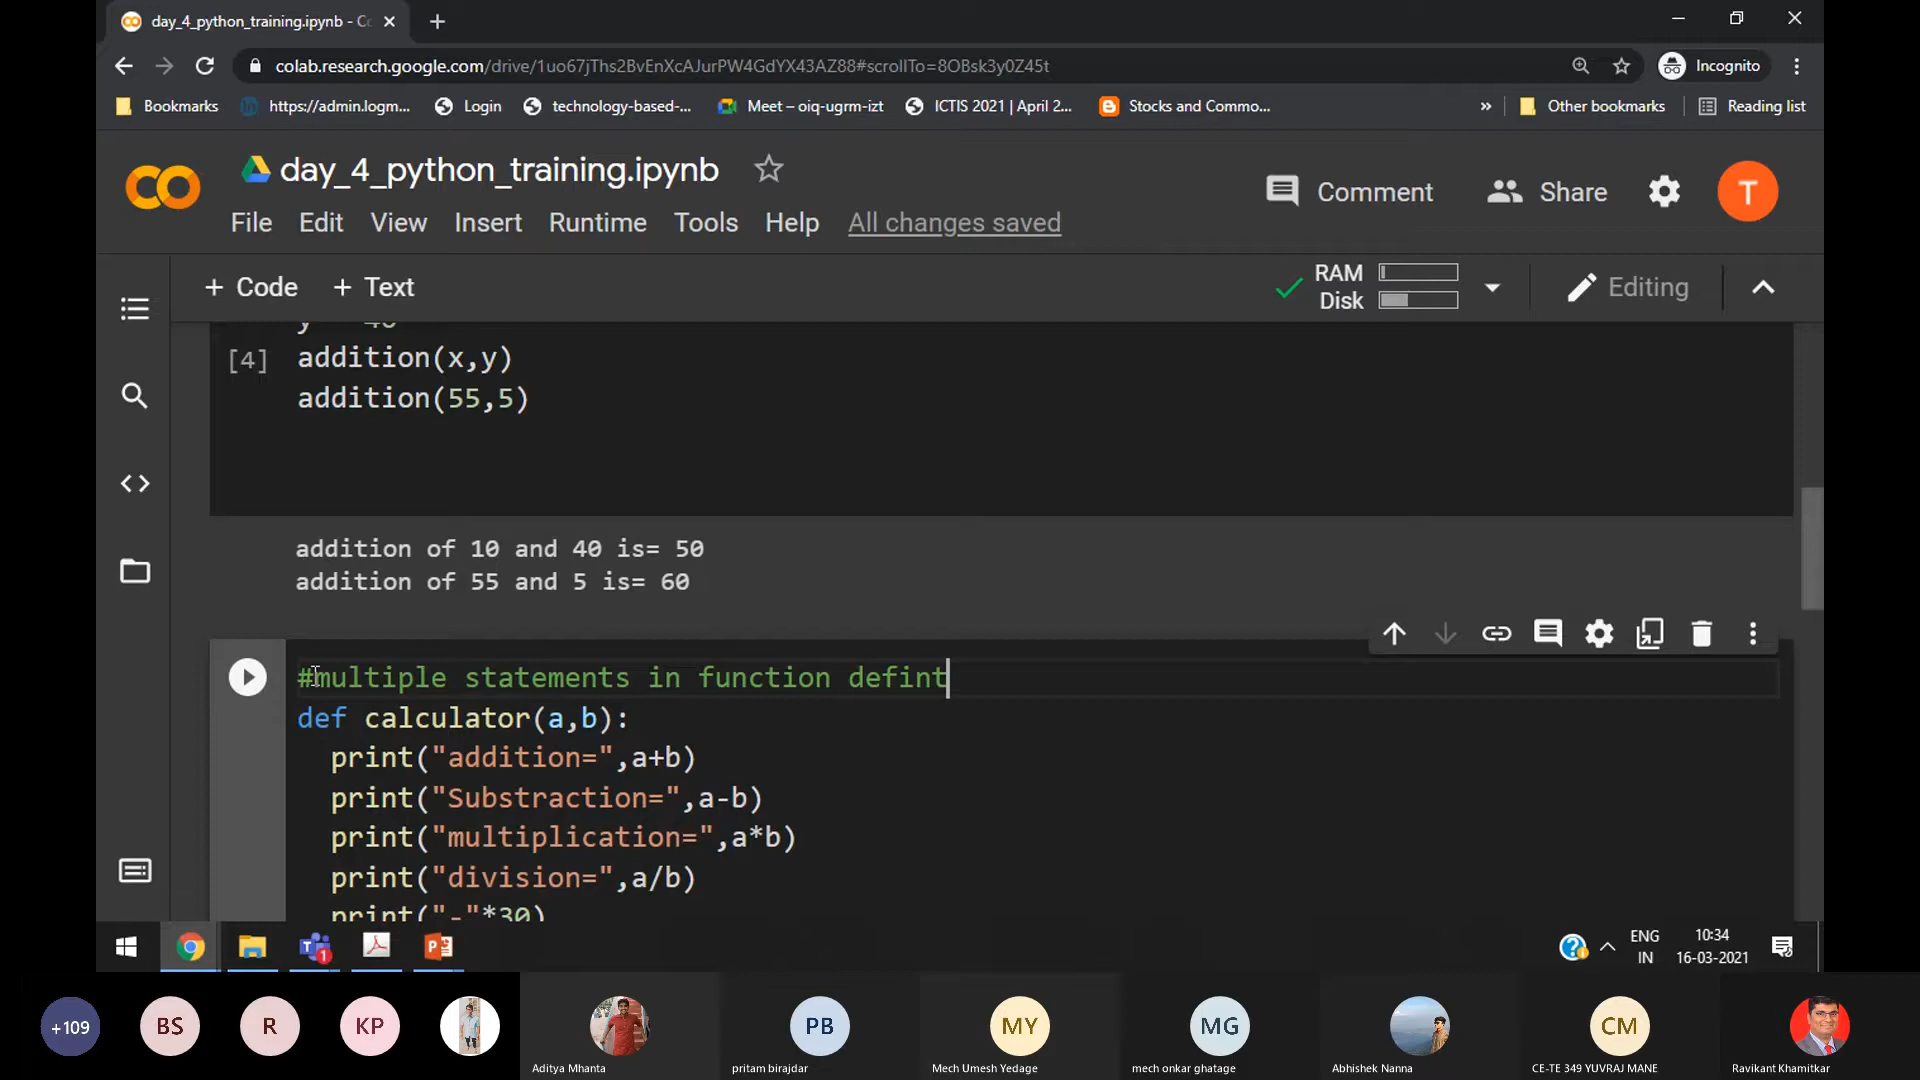 day_4_python_training.ipynb - Co
colab.research.google.com/drive/1uo67jThs2BvEnXcAJurPW4GdYX43AZ88#scrollTo=8OBsk3y0Z45t
Incognito
Bookmarks
https://admin.logm...
Login
technology-based-...
Meet – oiq-ugrm-izt
ICTIS 2021 | April 2...
Stocks and Commo...
»
Other bookmarks
Reading list
CO
day_4_python_training.ipynb
Comment
Share
T
File Edit View Insert Runtime Tools Help All changes saved
+ Code + Text
RAM
Disk
Editing
[4]
addition(x,y)
addition(55,5)
addition of 10 and 40 is= 50
addition of 55 and 5 is= 60
#multiple statements in function defint
def calculator(a,b):
print("addition=",a+b)
print("Substraction=",a-b)
print("multiplication=",a*b)
print("division=",a/b)
print("-"*30)
ENG
IN
10:34
16-03-2021
+109
BS
R
KP
PB
MY
MG
CM
Aditya Mhanta
pritam birajdar
Mech Umesh Yedage
mech onkar ghatage
Abhishek Nanna
CE-TE 349 YUVRAJ MANE
Ravikant Khamitkar